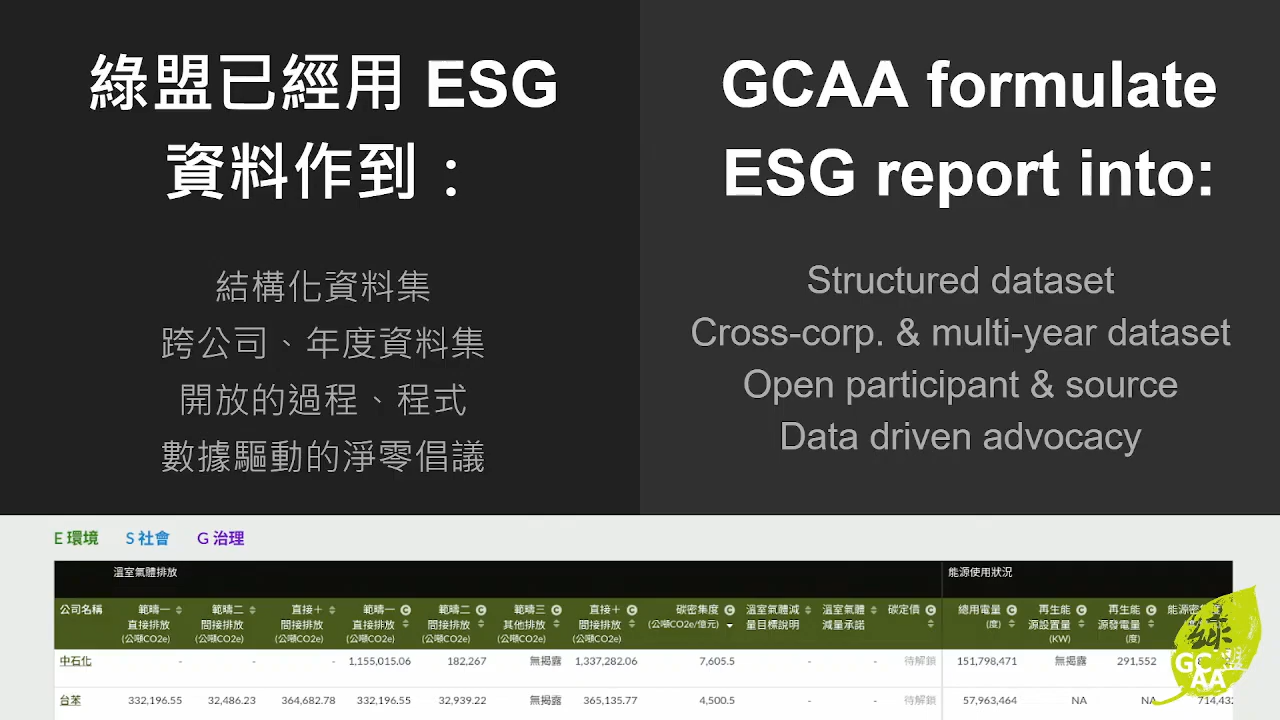 綠盟已經用 ESG
資料作到：
結構化資料集
跨公司、年度資料集
開放的過程、程式
數據驅動的淨零倡議
GCAA formulate
ESG report into:
Structured dataset
Cross-corp. & multi-year dataset
Open participant & source
Data driven advocacy
E 環境 S 社會 G 治理
溫室氣體排放 能源使用狀況
公司名稱 範疇一 範疇二 直接＋ 範疇一 C 範疇二 C 範疇三 C 直接＋ C 碳密集度 C 溫室氣體減 溫室氣體 碳定價 C 總用電量 C 再生能 C 再生能 C 能源密
直接排放 間接排放 間接排放 直接排放 間接排放 其他排放 間接排放 (公噸CO2e/億元) 量目標說明 減量承諾 (度) 源設置量 源發電量
(公噸CO2e) (公噸CO2e) (公噸CO2e) (公噸CO2e) (公噸CO2e) (公噸CO2e) (公噸CO2e) (KW) (度)
中石化 - - - 1,155,015.06 182,267 無揭露 1,337,282.06 7,605.5 - - 待解鎖 151,798,471 無揭露 291,552
台苯 332,196.55 32,486.23 364,682.78 332,196.55 32,939.22 無揭露 365,135.77 4,500.5 - - 待解鎖 57,963,464 NA NA 714,43
綠盟
GC
AA